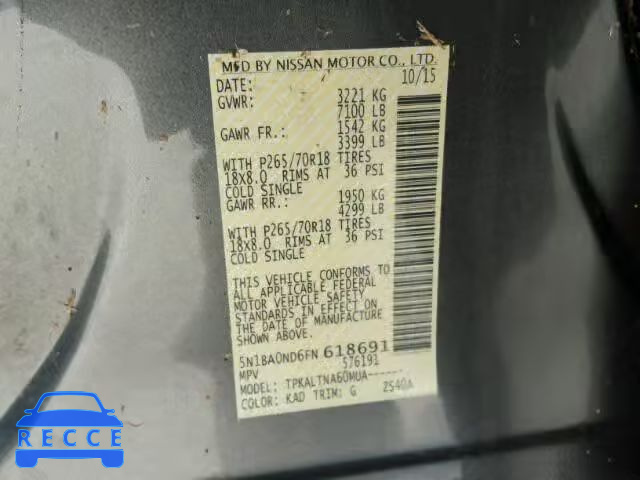 MFD BY NISSAN MOTOR CO., LTD.
DATE: 10/15
GVWR: 3221 KG
7100 LB
GAWR FR.: 1542 KG
3399 LB
WITH P265/70R18 TIRES
18X8.0 RIMS AT 36 PSI
COLD SINGLE
GAWR RR.: 1950 KG
4299 LB
WITH P265/70R18 TIRES
18X8.0 RIMS AT 36 PSI
COLD SINGLE
THIS VEHICLE CONFORMS TO
ALL APPLICABLE FEDERAL
MOTOR VEHICLE SAFETY
STANDARDS IN EFFECT ON
THE DATE OF MANUFACTURE
SHOWN ABOVE.
5N1BA0ND6FN 618691
MPV 576191
MODEL: TPKALTNA60MUA------
COLOR: KAD TRIM: G 2S40A